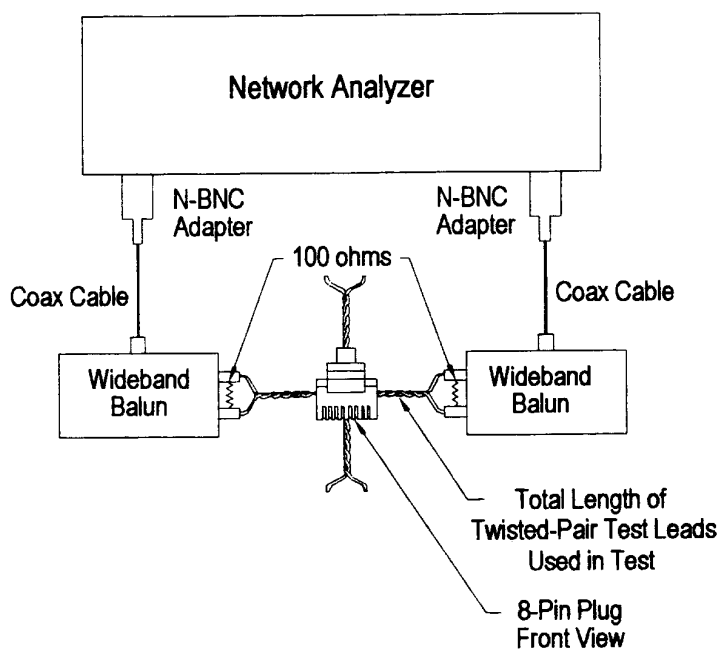 Network Analyzer
N-BNC
Adapter
N-BNC
Adapter
100 ohms
Coax Cable
Coax Cable
Wideband
Balun
Wideband
Balun
Total Length of
Twisted-Pair Test Leads
Used in Test
8-Pin Plug
Front View